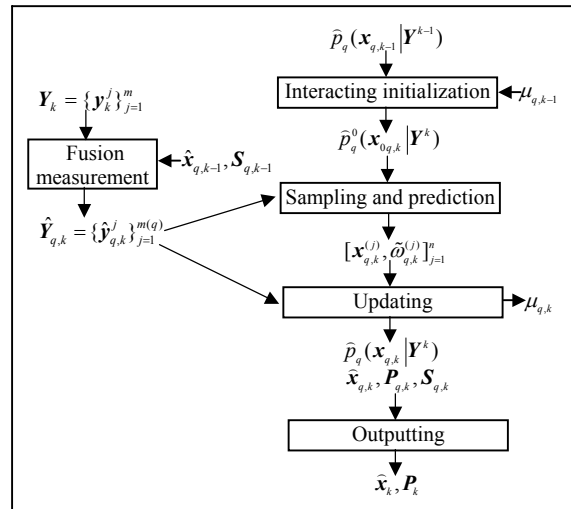 p̂_q(x_{q,k-1}|Y^{k-1})
Interacting initialization
μ_{q,k-1}
p̂_q^0(x_{0q,k}|Y^k)
Y_k = {y_k^j}_{j=1}^m
Fusion
measurement
x̂_{q,k-1}, S_{q,k-1}
Ŷ_{q,k} = {ŷ_{q,k}^j}_{j=1}^{m(q)}
Sampling and prediction
[x_{q,k}^{(j)}, ω̃_{q,k}^{(j)}]_{j=1}^n
Updating
μ_{q,k}
p̂_q(x_{q,k}|Y^k)
x̂_{q,k}, P_{q,k}, S_{q,k}
Outputting
x̂_k, P_k